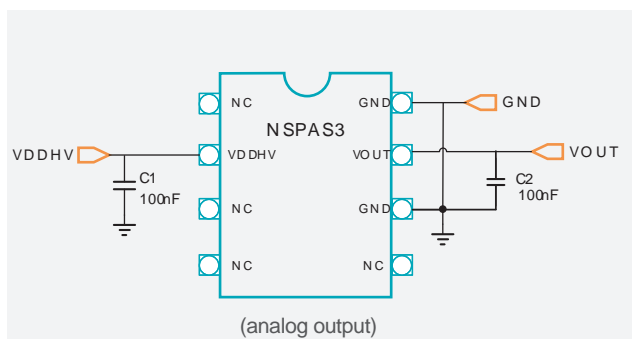 NC
GND
GND
NSPAS3
VDDHV
VDDHV
VOUT
VOUT
C1
100nF
C2
100nF
NC
GND
NC
NC
(analog output)